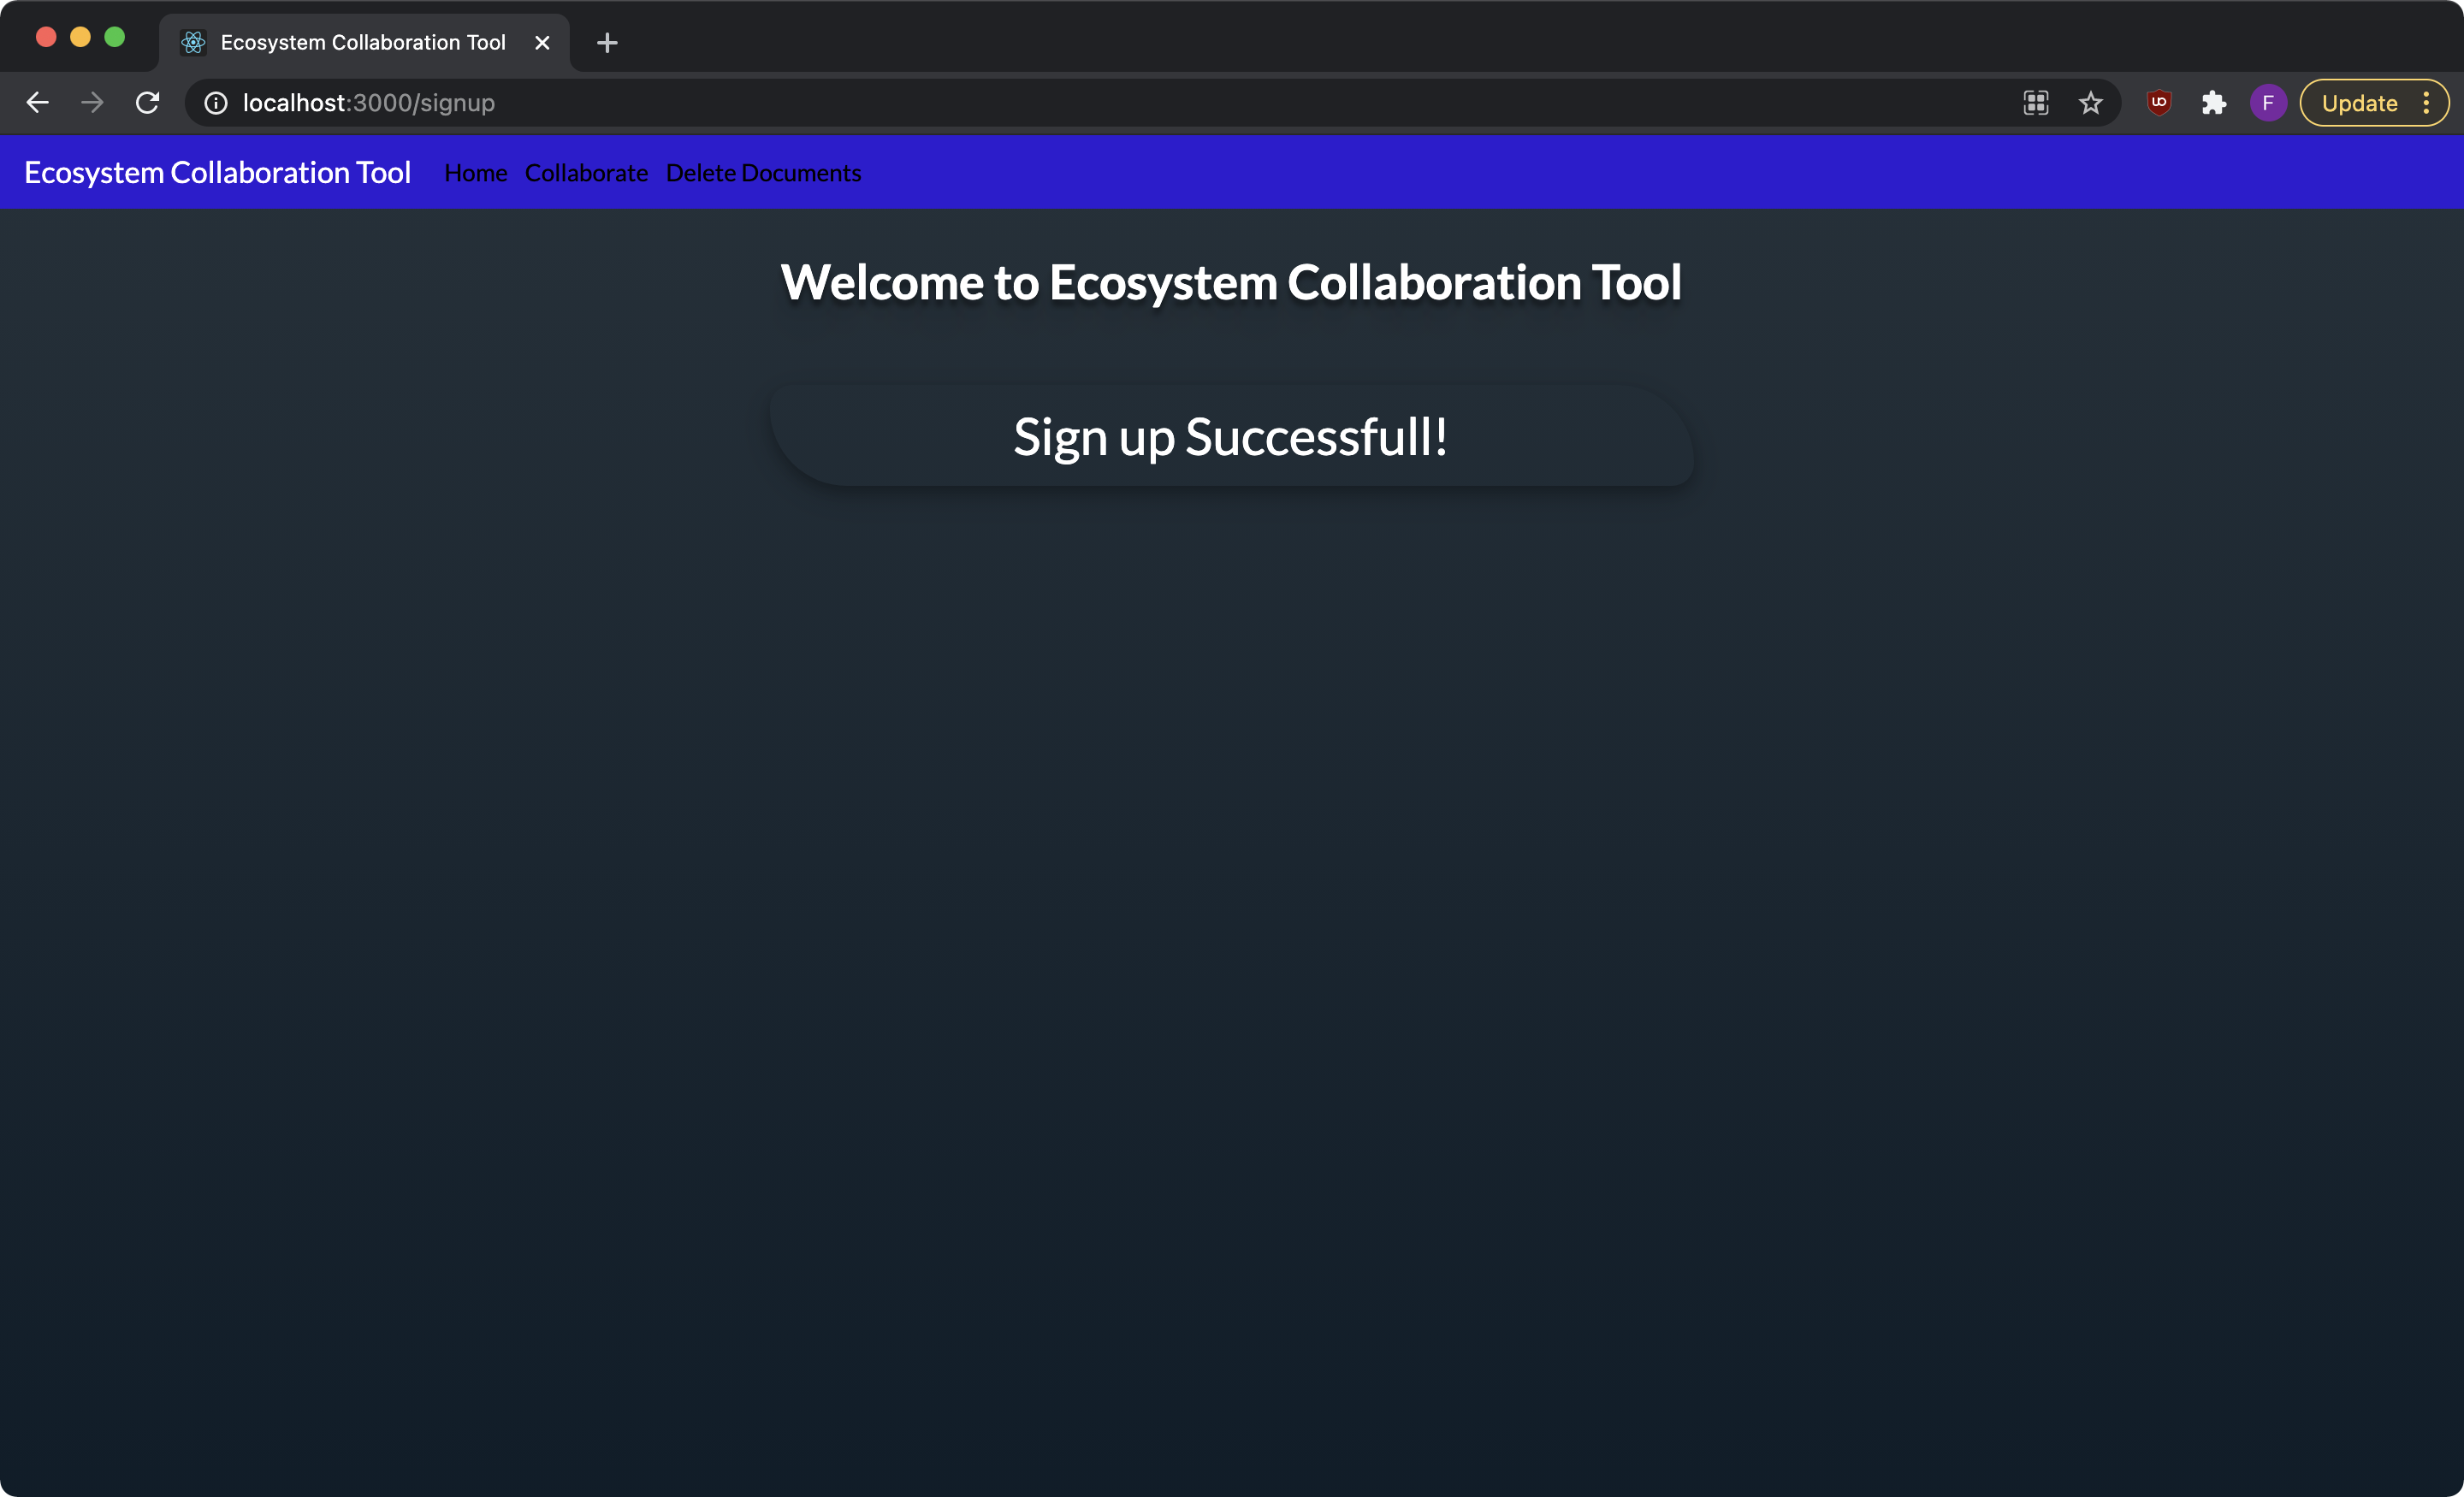 Ecosystem Collaboration Tool
localhost:3000/signup
F
Update
Ecosystem Collaboration Tool Home Collaborate Delete Documents
Welcome to Ecosystem Collaboration Tool
Sign up Successfull!